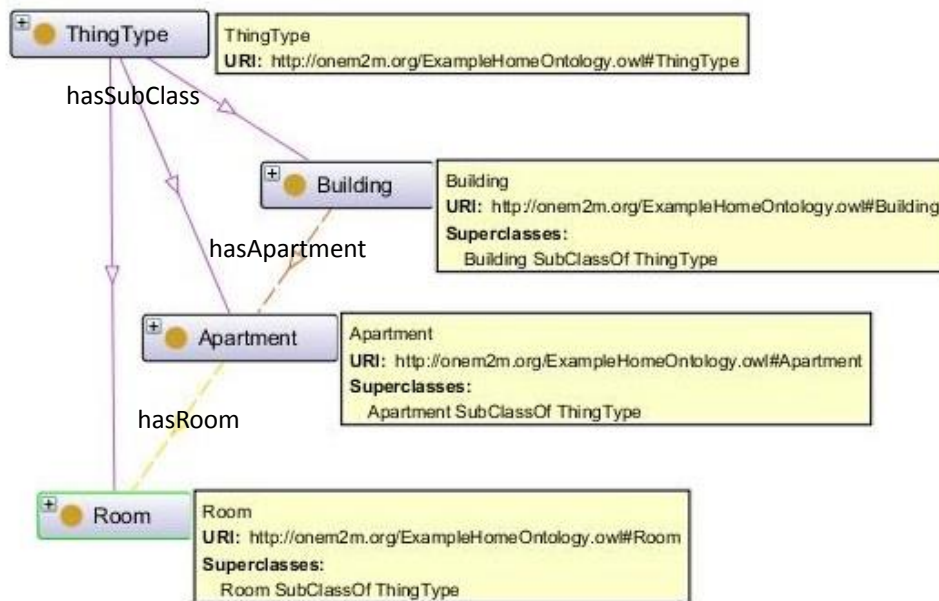 ThingType
ThingType
URI: http://onem2m.org/ExampleHomeOntology.owl#ThingType
hasSubClass
Building
Building
URI: http://onem2m.org/ExampleHomeOntology.owl#Building
Superclasses:
Building SubClassOf ThingType
hasApartment
Apartment
Apartment
URI: http://onem2m.org/ExampleHomeOntology.owl#Apartment
Superclasses:
Apartment SubClassOf ThingType
hasRoom
Room
Room
URI: http://onem2m.org/ExampleHomeOntology.owl#Room
Superclasses:
Room SubClassOf ThingType